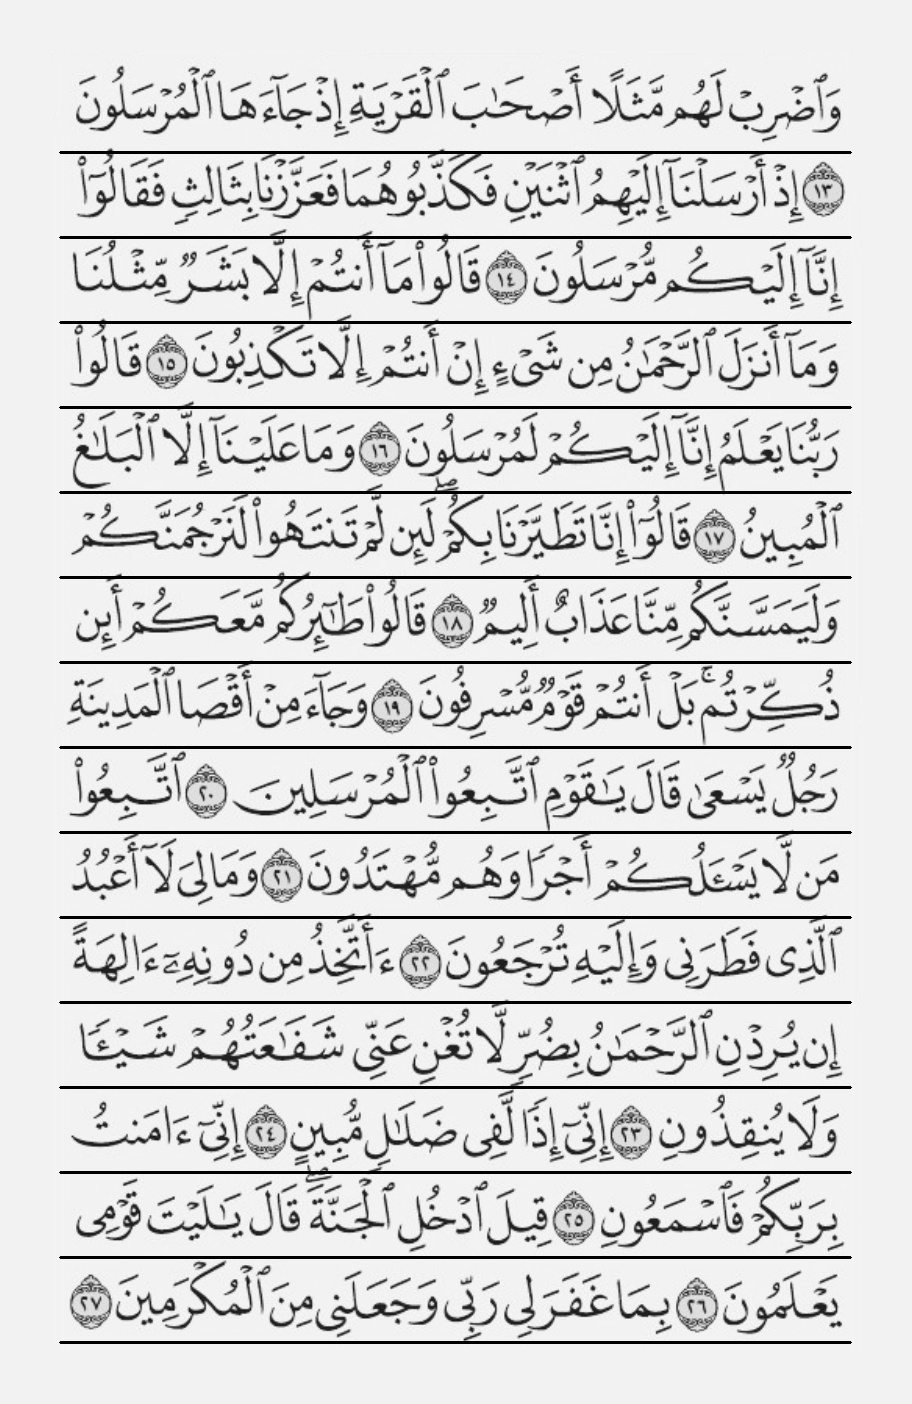 وَٱضۡرِبۡ لَهُم مَّثَلًا أَصۡحَٰبَ ٱلۡقَرۡيَةِ إِذۡ جَآءَهَا ٱلۡمُرۡسَلُونَ
١٣ إِذۡ أَرۡسَلۡنَآ إِلَيۡهِمُ ٱثۡنَيۡنِ فَكَذَّبُوهُمَا فَعَزَّزۡنَا بِثَالِثٖ فَقَالُوٓاْ
إِنَّآ إِلَيۡكُم مُّرۡسَلُونَ ١٤ قَالُواْ مَآ أَنتُمۡ إِلَّا بَشَرٞ مِّثۡلُنَا
وَمَآ أَنزَلَ ٱلرَّحۡمَٰنُ مِن شَيۡءٍ إِنۡ أَنتُمۡ إِلَّا تَكۡذِبُونَ ١٥ قَالُواْ
رَبُّنَا يَعۡلَمُ إِنَّآ إِلَيۡكُمۡ لَمُرۡسَلُونَ ١٦ وَمَا عَلَيۡنَآ إِلَّا ٱلۡبَلَٰغُ
ٱلۡمُبِينُ ١٧ قَالُوٓاْ إِنَّا تَطَيَّرۡنَا بِكُمۡۖ لَئِن لَّمۡ تَنتَهُواْ لَنَرۡجُمَنَّكُمۡ
وَلَيَمَسَّنَّكُم مِّنَّا عَذَابٌ أَلِيمٞ ١٨ قَالُواْ طَٰٓئِرُكُم مَّعَكُمۡ أَئِن
ذُكِّرۡتُمۚ بَلۡ أَنتُمۡ قَوۡمٞ مُّسۡرِفُونَ ١٩ وَجَآءَ مِنۡ أَقۡصَا ٱلۡمَدِينَةِ
رَجُلٞ يَسۡعَىٰ قَالَ يَٰقَوۡمِ ٱتَّبِعُواْ ٱلۡمُرۡسَلِينَ ٢٠ ٱتَّبِعُواْ
مَن لَّا يَسۡـَٔلُكُمۡ أَجۡرٗا وَهُم مُّهۡتَدُونَ ٢١ وَمَالِيَ لَآ أَعۡبُدُ
ٱلَّذِي فَطَرَنِي وَإِلَيۡهِ تُرۡجَعُونَ ٢٢ ءَأَتَّخِذُ مِن دُونِهِۦٓ ءَالِهَةً
إِن يُرِدۡنِ ٱلرَّحۡمَٰنُ بِضُرّٖ لَّا تُغۡنِ عَنِّي شَفَٰعَتُهُمۡ شَيۡـٔٗا
وَلَا يُنقِذُونِ ٢٣ إِنِّيٓ إِذٗا لَّفِي ضَلَٰلٖ مُّبِينٍ ٢٤ إِنِّيٓ ءَامَنتُ
بِرَبِّكُمۡ فَٱسۡمَعُونِ ٢٥ قِيلَ ٱدۡخُلِ ٱلۡجَنَّةَۖ قَالَ يَٰلَيۡتَ قَوۡمِي
يَعۡلَمُونَ ٢٦ بِمَا غَفَرَ لِي رَبِّي وَجَعَلَنِي مِنَ ٱلۡمُكۡرَمِينَ ٢٧